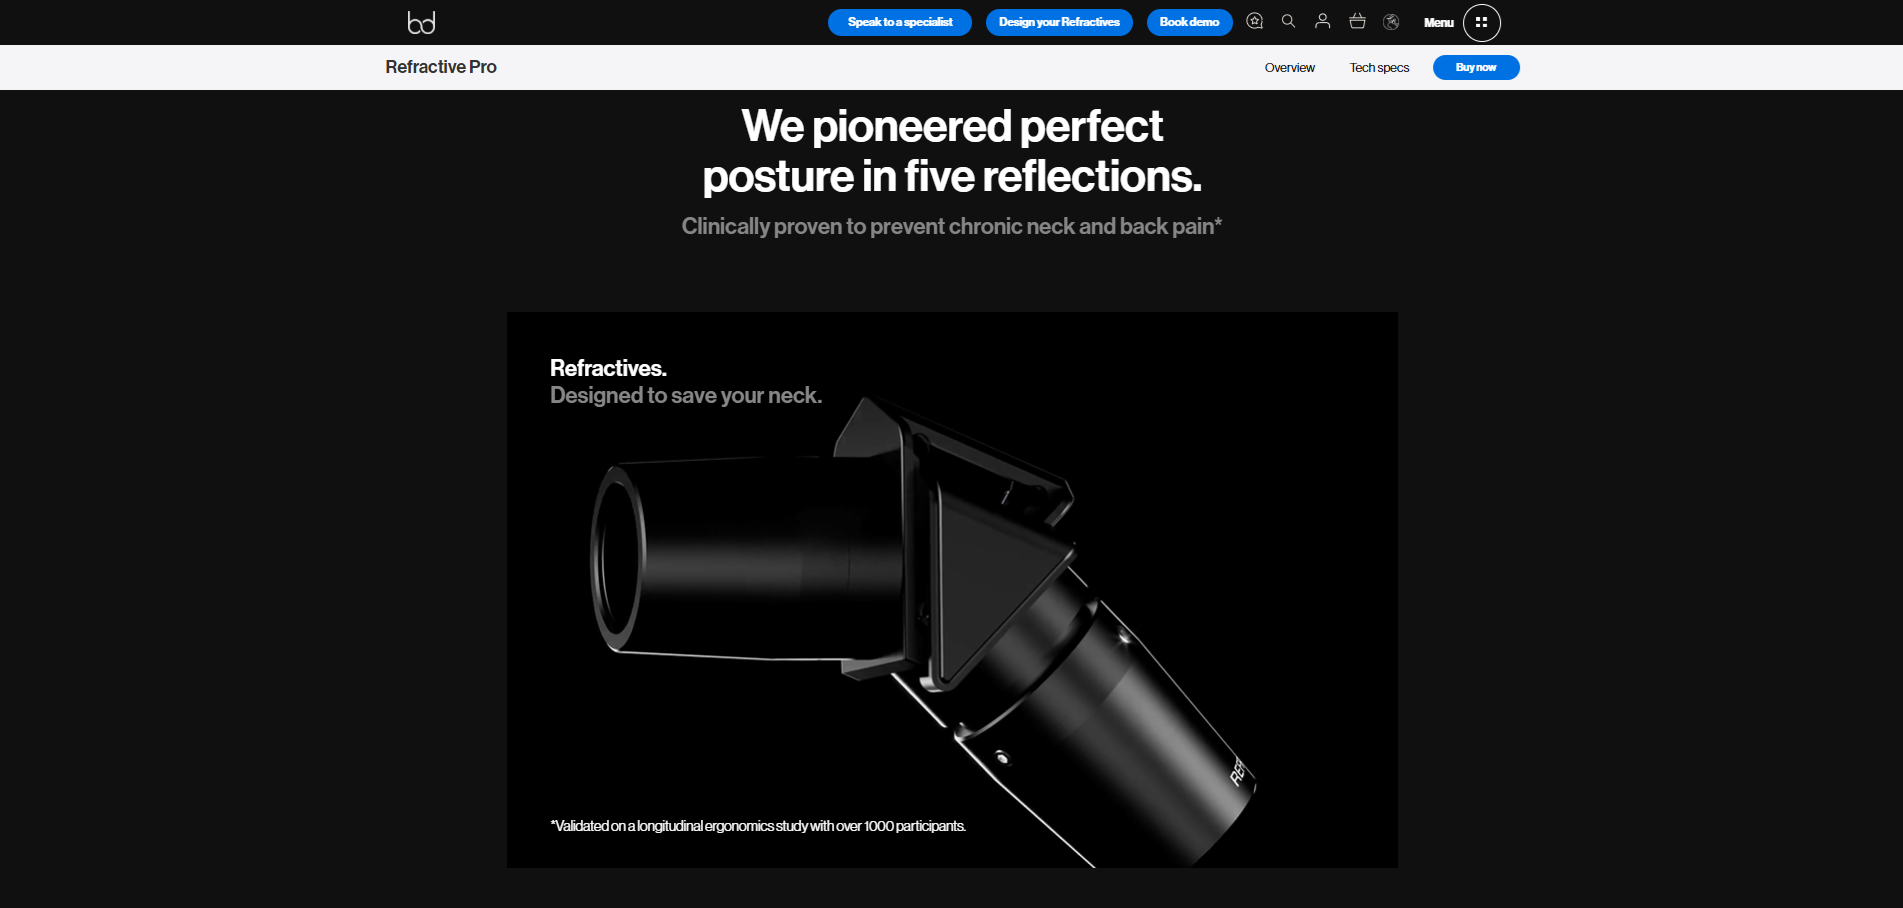 bd
Speak to a specialist
Design your Refractives
Book demo
Menu
Refractive Pro
Overview
Tech specs
Buy now
We pioneered perfect
posture in five reflections.
Clinically proven to prevent chronic neck and back pain*
Refractives.
Designed to save your neck.
*Validated on a longitudinal ergonomics study with over 1000 participants.